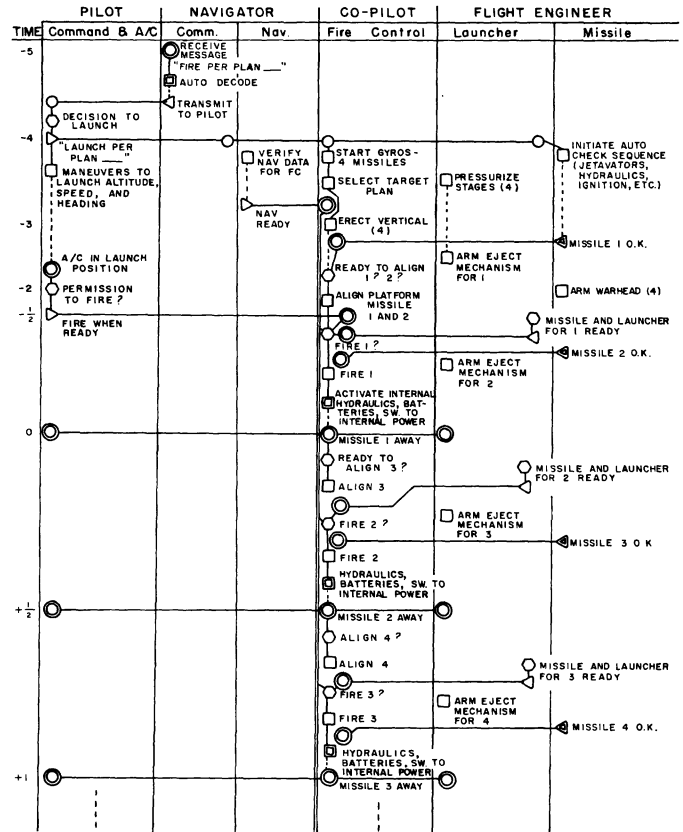 PILOT NAVIGATOR CO-PILOT FLIGHT ENGINEER
TIME Command & A/C Comm. Nav. Fire Control Launcher Missile
-5
RECEIVE
MESSAGE
"FIRE PER PLAN ___"
AUTO DECODE
TRANSMIT
TO PILOT
DECISION TO
LAUNCH
-4
"LAUNCH PER
PLAN ___"
MANEUVERS TO
LAUNCH ALTITUDE,
SPEED, AND
HEADING
VERIFY
NAV DATA
FOR FC
START GYROS-
4 MISSILES
SELECT TARGET
PLAN
PRESSURIZE
STAGES (4)
INITIATE AUTO
CHECK SEQUENCE
(JETAVATORS,
HYDRAULICS,
IGNITION, ETC.)
NAV
READY
-3
ERECT VERTICAL
(4)
MISSILE 1 O.K.
A/C IN LAUNCH
POSITION
READY TO ALIGN
1? 2?
ARM EJECT
MECHANISM
FOR 1
-2
PERMISSION
TO FIRE?
ALIGN PLATFORM
MISSILE
1 AND 2
ARM WARHEAD (4)
-1/2
FIRE WHEN
READY
MISSILE AND LAUNCHER
FOR 1 READY
FIRE 1?
MISSILE 2 O.K.
FIRE 1
ARM EJECT
MECHANISM
FOR 2
ACTIVATE INTERNAL
HYDRAULICS, BAT-
TERIES, SW. TO
INTERNAL POWER
0
MISSILE 1 AWAY
READY TO
ALIGN 3?
MISSILE AND LAUNCHER
FOR 2 READY
ALIGN 3
FIRE 2?
ARM EJECT
MECHANISM
FOR 3
MISSILE 3 O K
FIRE 2
HYDRAULICS,
BATTERIES, SW. TO
INTERNAL POWER
+1/2
MISSILE 2 AWAY
ALIGN 4?
ALIGN 4
MISSILE AND LAUNCHER
FOR 3 READY
FIRE 3?
ARM EJECT
MECHANISM
FOR 4
FIRE 3
MISSILE 4 O.K.
HYDRAULICS,
BATTERIES, SW. TO
INTERNAL POWER
+1
MISSILE 3 AWAY